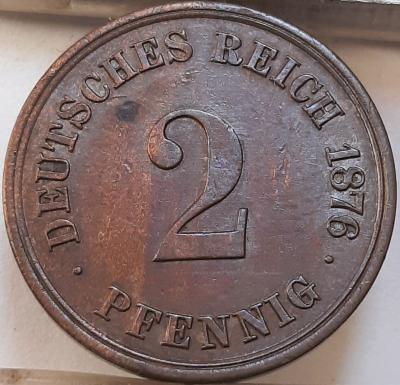 DEUTSCHES REICH 1876
2
· PFENNIG ·